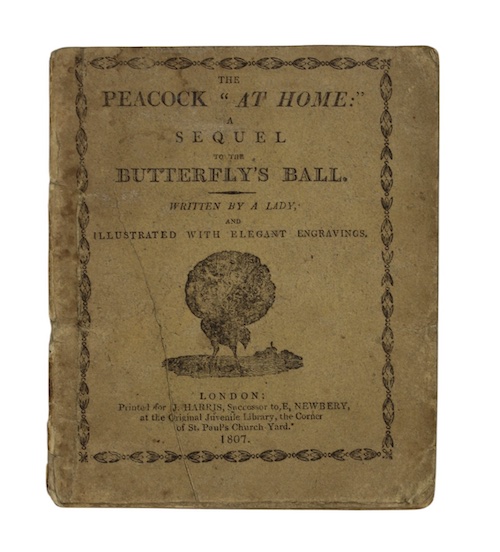 THE
PEACOCK "AT HOME:"
A
SEQUEL
TO THE
BUTTERFLY'S BALL.
WRITTEN BY A LADY,
AND
ILLUSTRATED WITH ELEGANT ENGRAVINGS.
LONDON:
Printed for J. HARRIS, Successor to E. NEWBERY,
at the Original Juvenile Library, the Corner
of St. Paul's Church-Yard.
1807.